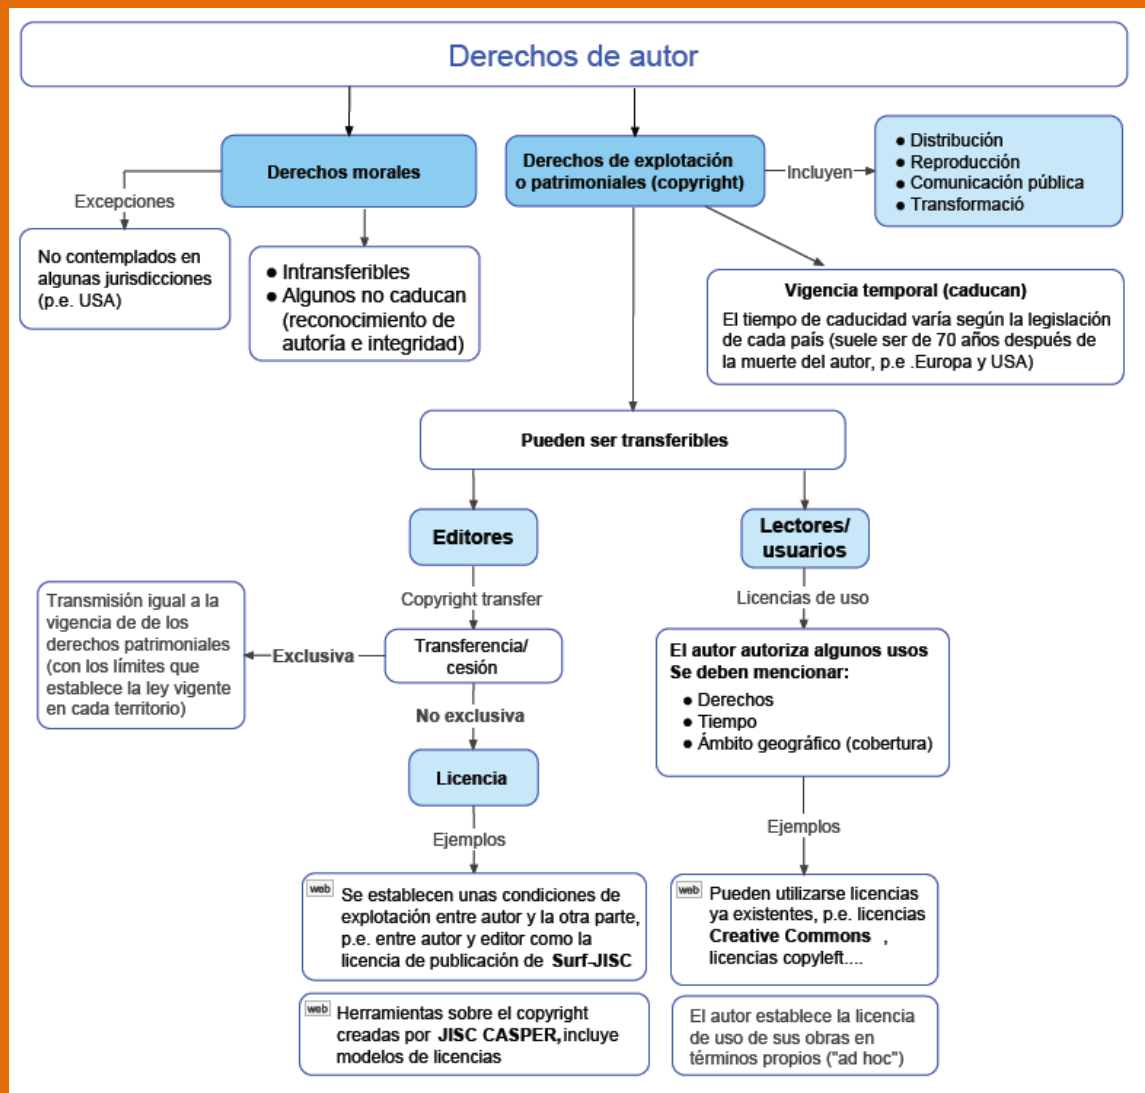 Derechos de autor
Derechos morales
Derechos de explotación
o patrimoniales (copyright)
Incluyen
● Distribución
● Reproducción
● Comunicación pública
● Transformació
Excepciones
No contemplados en
algunas jurisdicciones
(p.e. USA)
● Intransferibles
● Algunos no caducan
(reconocimiento de
autoría e integridad)
Vigencia temporal (caducan)
El tiempo de caducidad varía según la legislación
de cada país (suele ser de 70 años después de
la muerte del autor, p.e .Europa y USA)
Pueden ser transferibles
Editores
Copyright transfer
Transferencia/
cesión
Exclusiva
Transmisión igual a la
vigencia de de los
derechos patrimoniales
(con los límites que
establece la ley vigente
en cada territorio)
No exclusiva
Licencia
Ejemplos
web
Se establecen unas condiciones de
explotación entre autor y la otra parte,
p.e. entre autor y editor como la
licencia de publicación de Surf-JISC
web
Herramientas sobre el copyright
creadas por JISC CASPER, incluye
modelos de licencias
Lectores/
usuarios
Licencias de uso
El autor autoriza algunos usos
Se deben mencionar:
● Derechos
● Tiempo
● Ámbito geográfico (cobertura)
Ejemplos
web
Pueden utilizarse licencias
ya existentes, p.e. licencias
Creative Commons ,
licencias copyleft....
El autor establece la licencia
de uso de sus obras en
términos propios ("ad hoc")